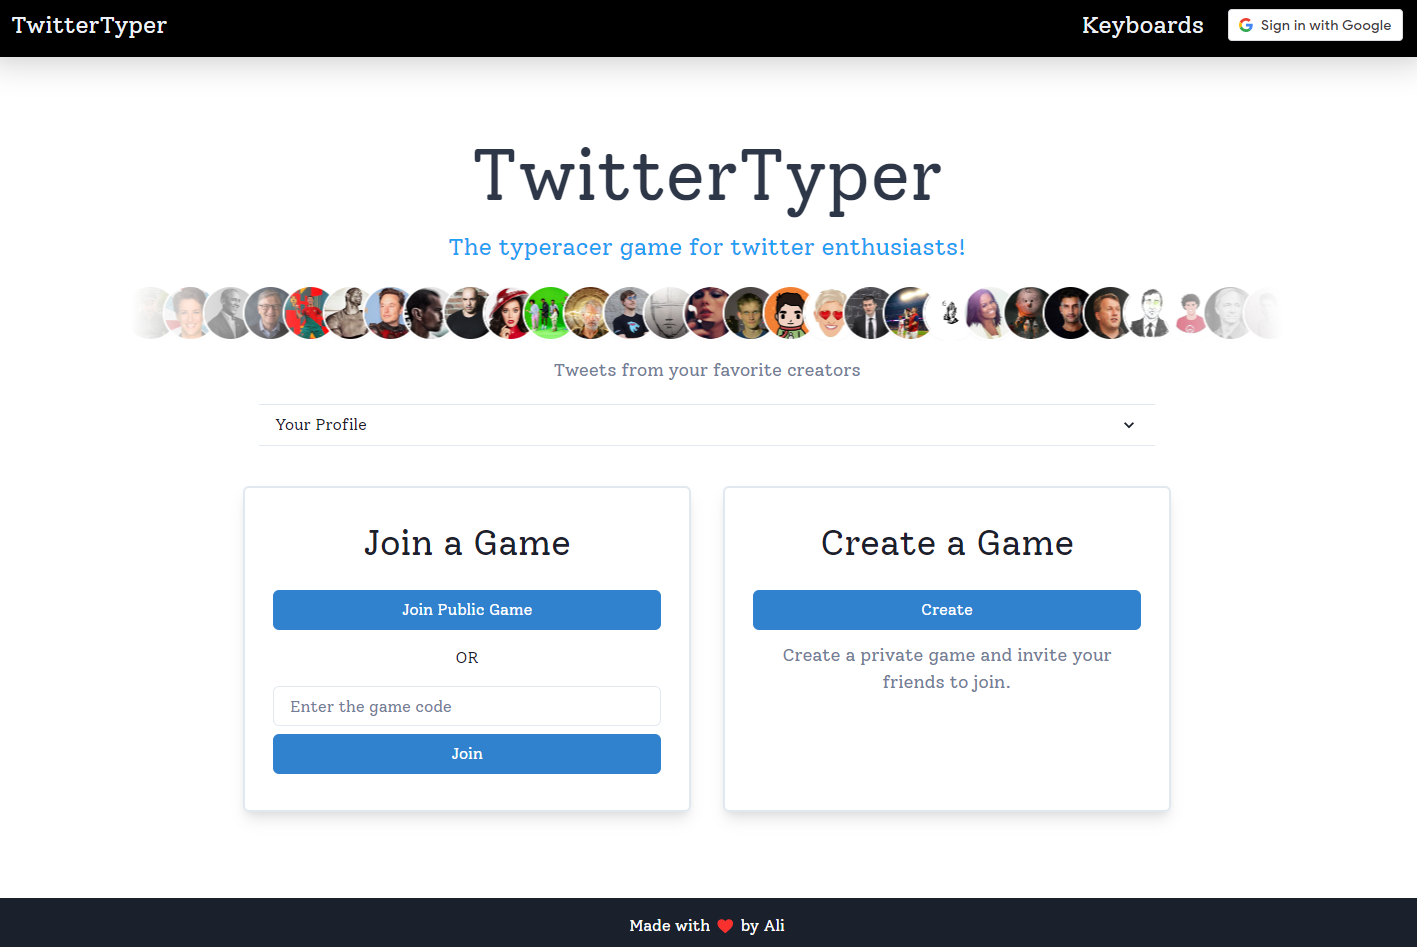 TwitterTyper
Keyboards
Sign in with Google
TwitterTyper
The typeracer game for twitter enthusiasts!
Tweets from your favorite creators
Your Profile
Join a Game
Join Public Game
OR
Enter the game code
Join
Create a Game
Create
Create a private game and invite your
friends to join.
Made with ❤ by Ali